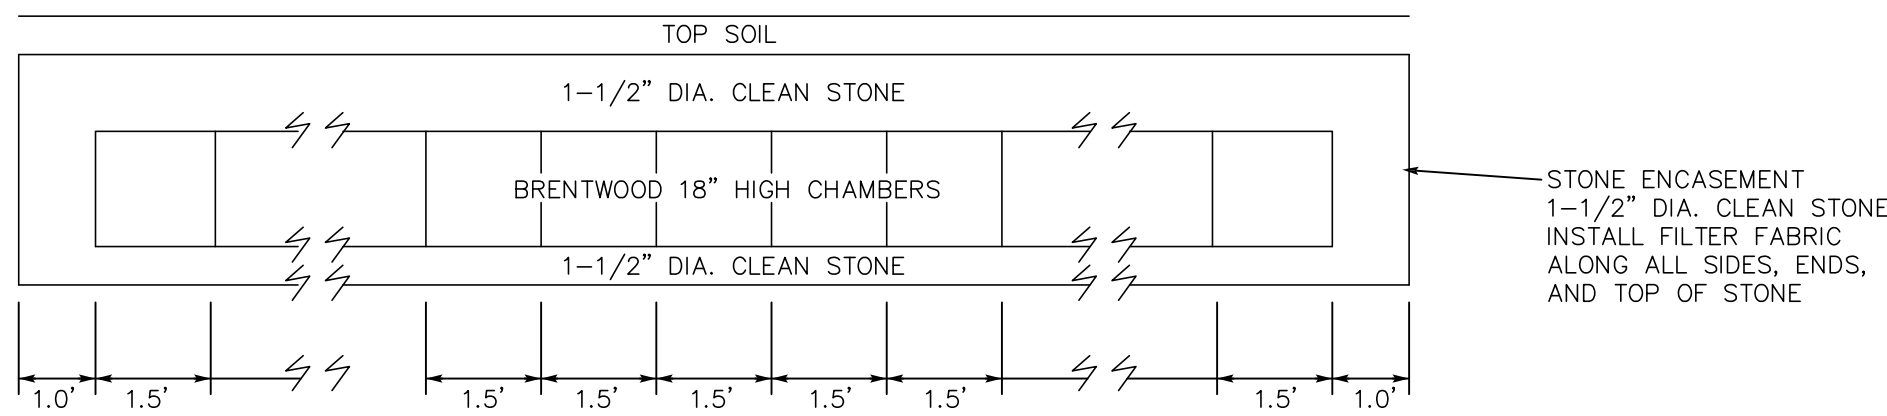 TOP SOIL
1-1/2" DIA. CLEAN STONE
BRENTWOOD 18" HIGH CHAMBERS
1-1/2" DIA. CLEAN STONE
STONE ENCASEMENT
1-1/2" DIA. CLEAN STONE
INSTALL FILTER FABRIC
ALONG ALL SIDES, ENDS,
AND TOP OF STONE
1.0' 1.5' 1.5' 1.5' 1.5' 1.5' 1.5' 1.5' 1.0'